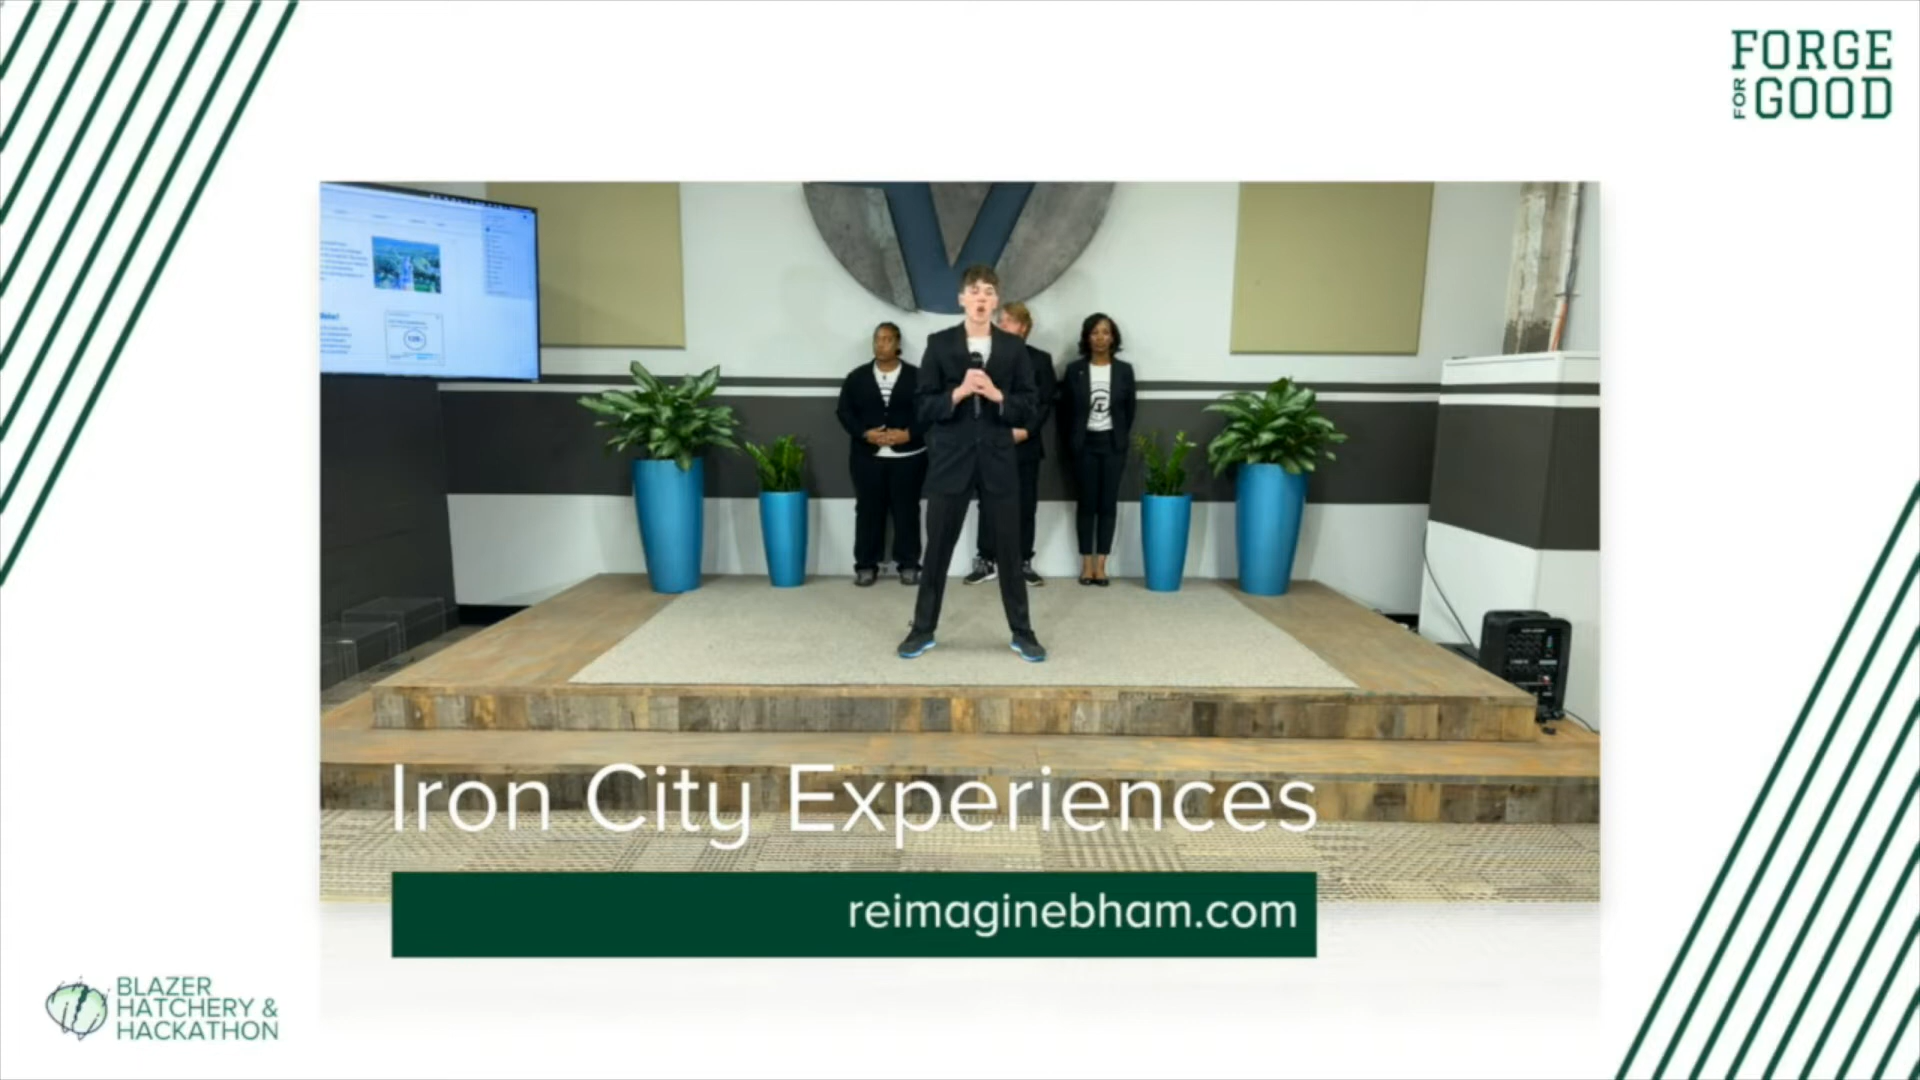 FORGE
FOR GOOD
Iron City Experiences
reimaginebham.com
BLAZER
HATCHERY &
HACKATHON